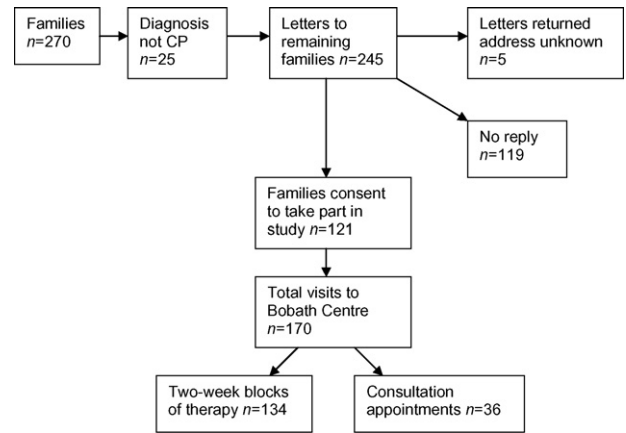 Families
n=270
Diagnosis
not CP
n=25
Letters to
remaining
families n=245
Letters returned
address unknown
n=5
No reply
n=119
Families consent
to take part in
study n=121
Total visits to
Bobath Centre
n=170
Two-week blocks
of therapy n=134
Consultation
appointments n=36